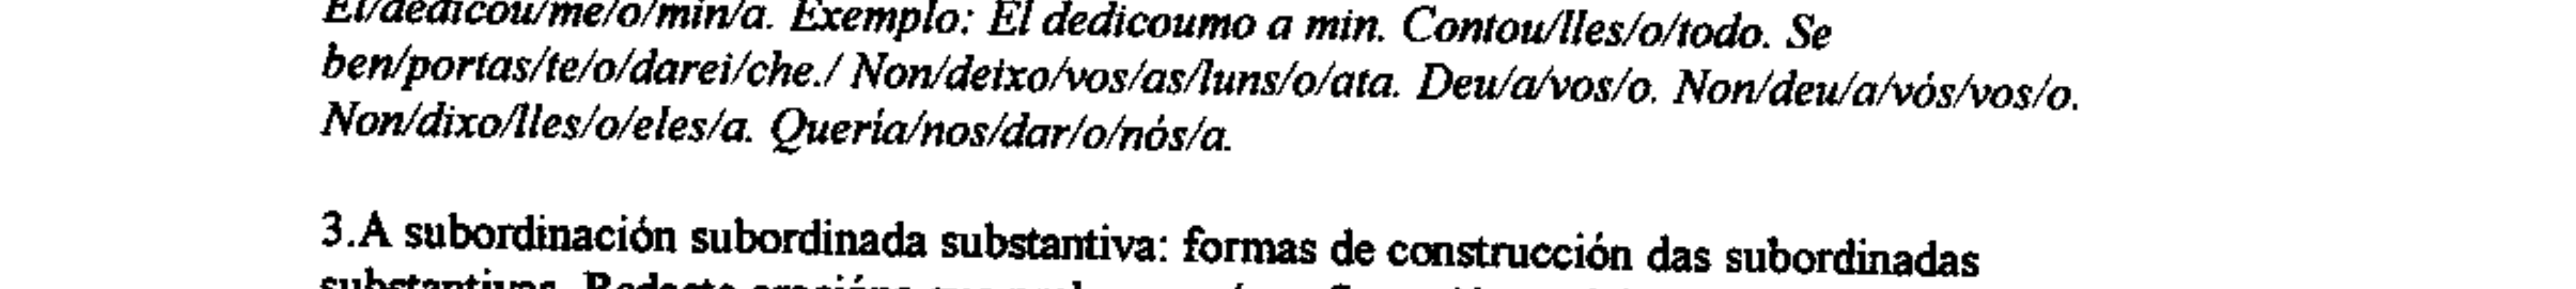 El/dedicou/me/o/min/a. Exemplo: El dedicoumo a min. Contou/lles/o/todo. Se
ben/portas/te/o/darei/che./ Non/deixo/vos/as/luns/o/ata. Deu/a/vos/o. Non/deu/a/vós/vos/o.
Non/dixo/lles/o/eles/a. Quería/nos/dar/o/nós/a.
3.A subordinación subordinada substantiva: formas de construcción das subordinadas
substantivas. Redacte